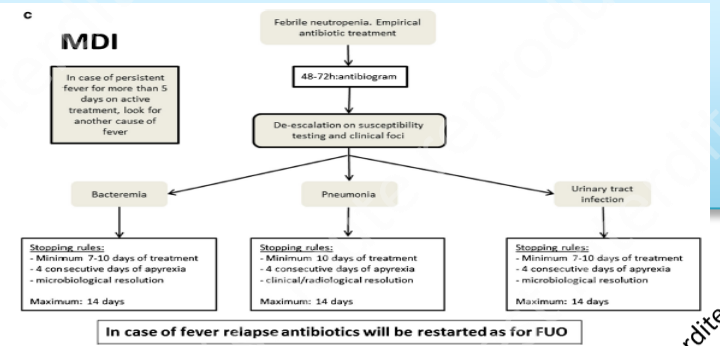 c
MDI
Febrile neutropenia. Empirical
antibiotic treatment
In case of persistent
fever for more than 5
days on active
treatment, look for
another cause of
fever
48-72h:antibiogram
De-escalation on susceptibility
testing and clinical foci
Bacteremia
Pneumonia
Urinary tract
infection
Stopping rules:
- Minimum 7-10 days of treatment
- 4 consecutive days of apyrexia
- microbiological resolution
Maximum: 14 days
Stopping rules:
- Minimum 10 days of treatment
- 4 consecutive days of apyrexia
- clinical/radiological resolution
Maximum: 14 days
Stopping rules:
- Minimum 7-10 days of treatment
- 4 consecutive days of apyrexia
- microbiological resolution
Maximum: 14 days
In case of fever relapse antibiotics will be restarted as for FUO